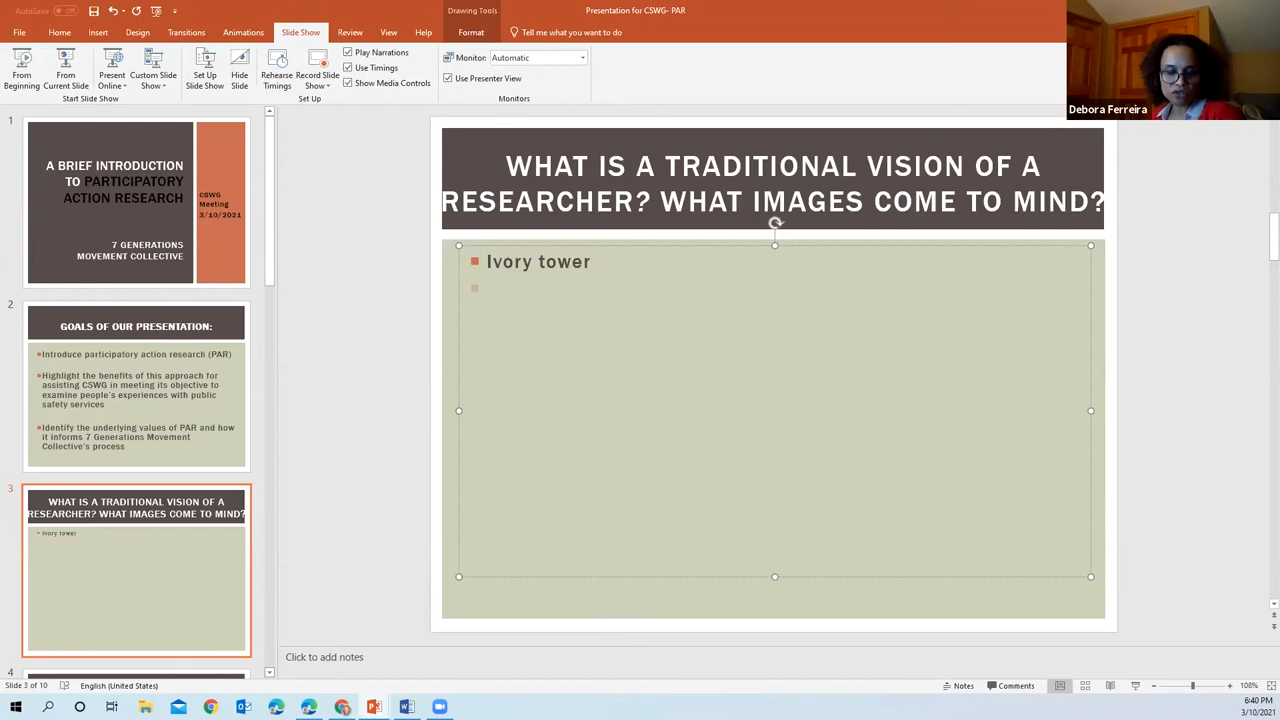 AutoSave Off
Drawing Tools
Presentation for CSWG- PAR
File Home Insert Design Transitions Animations Slide Show Review View Help Format Tell me what you want to do
From Beginning
From Current Slide
Present Online
Custom Slide Show
Start Slide Show
Set Up Slide Show
Hide Slide
Rehearse Timings
Record Slide Show
Play Narrations
Use Timings
Show Media Controls
Set Up
Monitor: Automatic
Use Presenter View
Monitors
Debora Ferreira
1
A BRIEF INTRODUCTION
TO PARTICIPATORY
ACTION RESEARCH
7 GENERATIONS
MOVEMENT COLLECTIVE
CSWG
Meeting
3/10/2021
2
GOALS OF OUR PRESENTATION:
Introduce participatory action research (PAR)
Highlight the benefits of this approach for
assisting CSWG in meeting its objective to
examine people's experiences with public
safety services
Identify the underlying values of PAR and how
it informs 7 Generations Movement
Collective's process
3
WHAT IS A TRADITIONAL VISION OF A
RESEARCHER? WHAT IMAGES COME TO MIND?
Ivory tower
4
WHAT IS A TRADITIONAL VISION OF A
RESEARCHER? WHAT IMAGES COME TO MIND?
Ivory tower
Click to add notes
Slide 3 of 10 English (United States) Notes Comments 108%
6:40 PM
3/10/2021